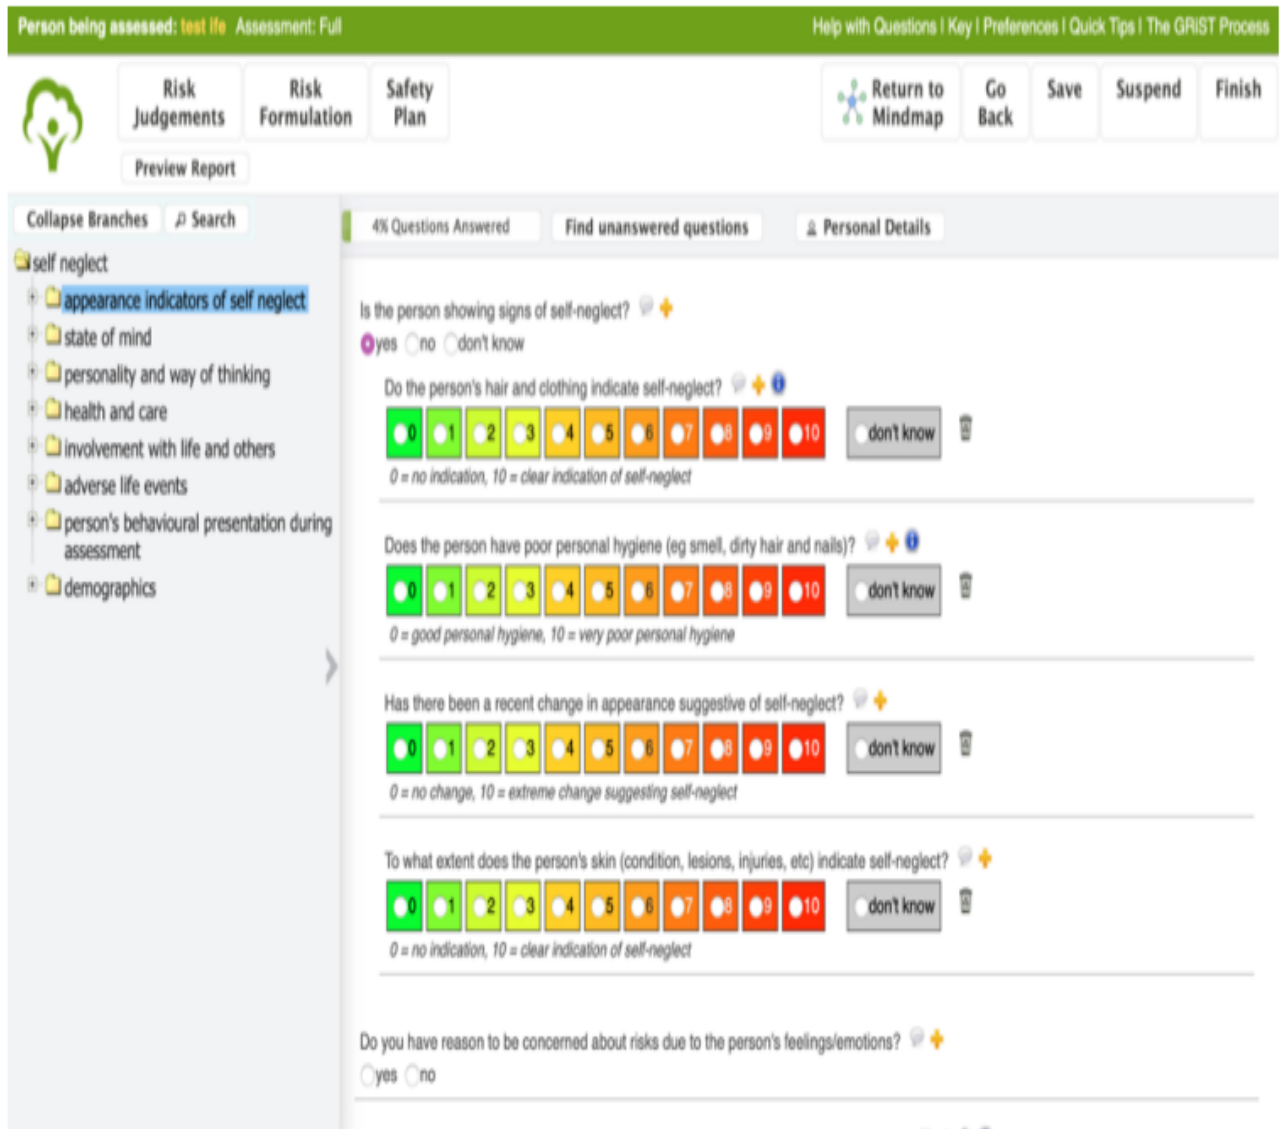 Person being assessed: test lfe Assessment: Full
Help with Questions I Key I Preferences I Quick Tips I The GRiST Process
Risk Judgements
Risk Formulation
Safety Plan
Return to Mindmap
Go Back
Save
Suspend
Finish
Preview Report
Collapse Branches
Search
4% Questions Answered
Find unanswered questions
Personal Details
self neglect
appearance indicators of self neglect
state of mind
personality and way of thinking
health and care
involvement with life and others
adverse life events
person's behavioural presentation during
assessment
demographics
Is the person showing signs of self-neglect?
yes no don't know
Do the person's hair and clothing indicate self-neglect?
0 1 2 3 4 5 6 7 8 9 10 don't know
0 = no indication, 10 = clear indication of self-neglect
Does the person have poor personal hygiene (eg smell, dirty hair and nails)?
0 1 2 3 4 5 6 7 8 9 10 don't know
0 = good personal hygiene, 10 = very poor personal hygiene
Has there been a recent change in appearance suggestive of self-neglect?
0 1 2 3 4 5 6 7 8 9 10 don't know
0 = no change, 10 = extreme change suggesting self-neglect
To what extent does the person's skin (condition, lesions, injuries, etc) indicate self-neglect?
0 1 2 3 4 5 6 7 8 9 10 don't know
0 = no indication, 10 = clear indication of self-neglect
Do you have reason to be concerned about risks due to the person's feelings/emotions?
yes no